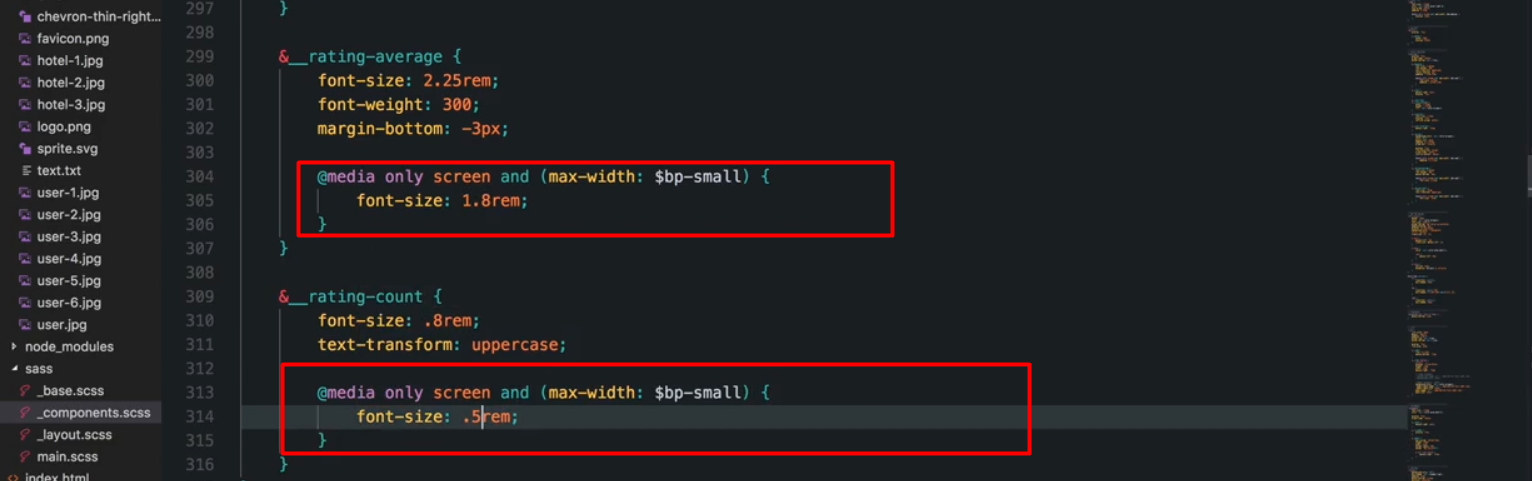 chevron-thin-right...
favicon.png
hotel-1.jpg
hotel-2.jpg
hotel-3.jpg
logo.png
sprite.svg
text.txt
user-1.jpg
user-2.jpg
user-3.jpg
user-4.jpg
user-5.jpg
user-6.jpg
user.jpg
node_modules
sass
_base.scss
_components.scss
_layout.scss
main.scss
index.html
297 }
298
299 &__rating-average {
300 font-size: 2.25rem;
301 font-weight: 300;
302 margin-bottom: -3px;
303
304 @media only screen and (max-width: $bp-small) {
305 font-size: 1.8rem;
306 }
307 }
308
309 &__rating-count {
310 font-size: .8rem;
311 text-transform: uppercase;
312
313 @media only screen and (max-width: $bp-small) {
314 font-size: .5rem;
315 }
316 }